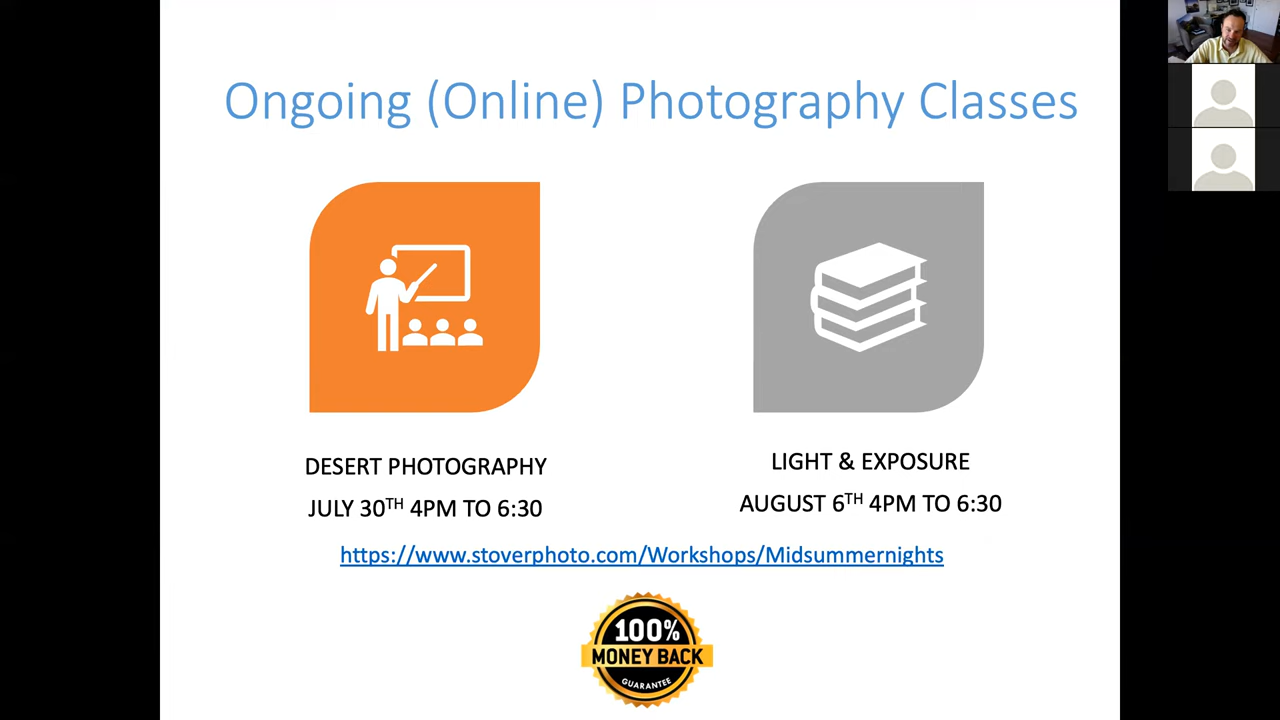 Ongoing (Online) Photography Classes
DESERT PHOTOGRAPHY
JULY 30TH 4PM TO 6:30
LIGHT & EXPOSURE
AUGUST 6TH 4PM TO 6:30
https://www.stoverphoto.com/Workshops/Midsummernights
100%
MONEY BACK
GUARANTEE